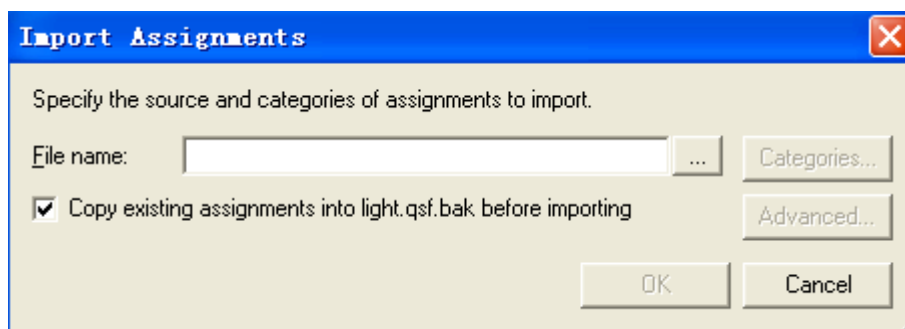 Import Assignments
Specify the source and categories of assignments to import.
File name:
...
Categories...
Copy existing assignments into light.qsf.bak before importing
Advanced...
OK
Cancel